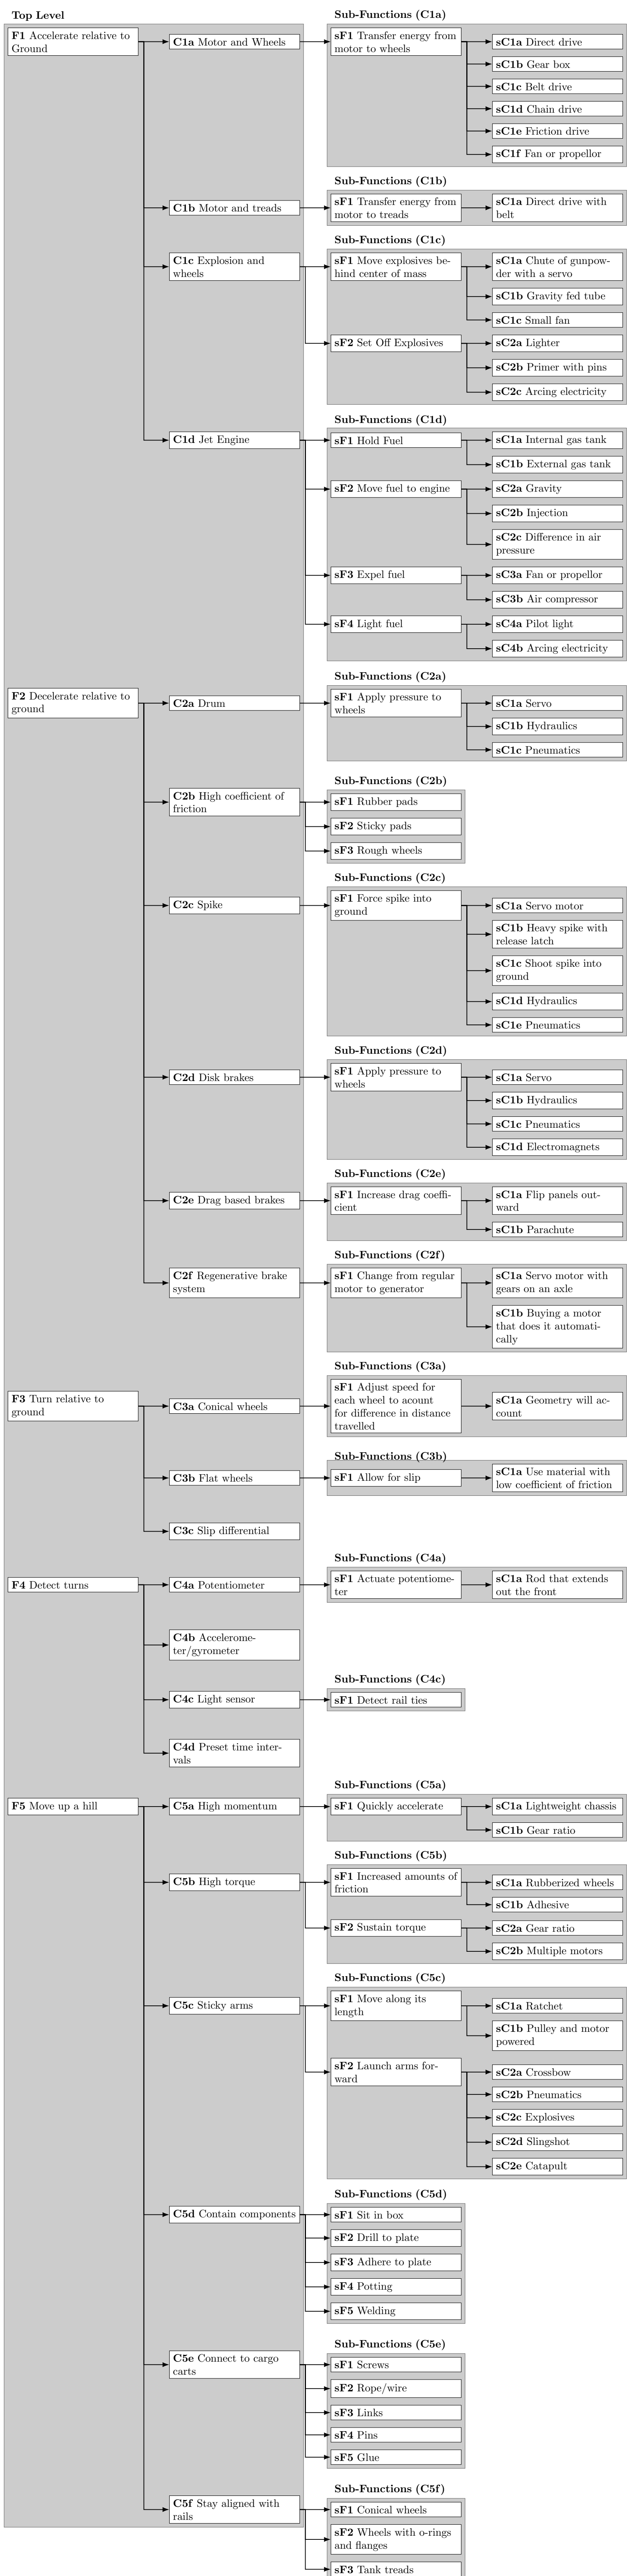 Top Level
Sub-Functions (C1a)
F1 Accelerate relative to
Ground
C1a Motor and Wheels
sF1 Transfer energy from
motor to wheels
sC1a Direct drive
sC1b Gear box
sC1c Belt drive
sC1d Chain drive
sC1e Friction drive
sC1f Fan or propellor
Sub-Functions (C1b)
C1b Motor and treads
sF1 Transfer energy from
motor to treads
sC1a Direct drive with
belt
Sub-Functions (C1c)
C1c Explosion and
wheels
sF1 Move explosives be-
hind center of mass
sC1a Chute of gunpow-
der with a servo
sC1b Gravity fed tube
sC1c Small fan
sF2 Set Off Explosives
sC2a Lighter
sC2b Primer with pins
sC2c Arcing electricity
Sub-Functions (C1d)
C1d Jet Engine
sF1 Hold Fuel
sC1a Internal gas tank
sC1b External gas tank
sF2 Move fuel to engine
sC2a Gravity
sC2b Injection
sC2c Difference in air
pressure
sF3 Expel fuel
sC3a Fan or propellor
sC3b Air compressor
sF4 Light fuel
sC4a Pilot light
sC4b Arcing electricity
Sub-Functions (C2a)
F2 Decelerate relative to
ground
C2a Drum
sF1 Apply pressure to
wheels
sC1a Servo
sC1b Hydraulics
sC1c Pneumatics
Sub-Functions (C2b)
C2b High coefficient of
friction
sF1 Rubber pads
sF2 Sticky pads
sF3 Rough wheels
Sub-Functions (C2c)
C2c Spike
sF1 Force spike into
ground
sC1a Servo motor
sC1b Heavy spike with
release latch
sC1c Shoot spike into
ground
sC1d Hydraulics
sC1e Pneumatics
Sub-Functions (C2d)
C2d Disk brakes
sF1 Apply pressure to
wheels
sC1a Servo
sC1b Hydraulics
sC1c Pneumatics
sC1d Electromagnets
Sub-Functions (C2e)
C2e Drag based brakes
sF1 Increase drag coeffi-
cient
sC1a Flip panels out-
ward
sC1b Parachute
Sub-Functions (C2f)
C2f Regenerative brake
system
sF1 Change from regular
motor to generator
sC1a Servo motor with
gears on an axle
sC1b Buying a motor
that does it automati-
cally
Sub-Functions (C3a)
F3 Turn relative to
ground
C3a Conical wheels
sF1 Adjust speed for
each wheel to acount
for difference in distance
travelled
sC1a Geometry will ac-
count
Sub-Functions (C3b)
C3b Flat wheels
sF1 Allow for slip
sC1a Use material with
low coefficient of friction
C3c Slip differential
Sub-Functions (C4a)
F4 Detect turns
C4a Potentiometer
sF1 Actuate potentiome-
ter
sC1a Rod that extends
out the front
C4b Accelerome-
ter/gyrometer
Sub-Functions (C4c)
C4c Light sensor
sF1 Detect rail ties
C4d Preset time inter-
vals
Sub-Functions (C5a)
F5 Move up a hill
C5a High momentum
sF1 Quickly accelerate
sC1a Lightweight chassis
sC1b Gear ratio
Sub-Functions (C5b)
C5b High torque
sF1 Increased amounts of
friction
sC1a Rubberized wheels
sC1b Adhesive
sF2 Sustain torque
sC2a Gear ratio
sC2b Multiple motors
Sub-Functions (C5c)
C5c Sticky arms
sF1 Move along its
length
sC1a Ratchet
sC1b Pulley and motor
powered
sF2 Launch arms for-
ward
sC2a Crossbow
sC2b Pneumatics
sC2c Explosives
sC2d Slingshot
sC2e Catapult
Sub-Functions (C5d)
C5d Contain components
sF1 Sit in box
sF2 Drill to plate
sF3 Adhere to plate
sF4 Potting
sF5 Welding
Sub-Functions (C5e)
C5e Connect to cargo
carts
sF1 Screws
sF2 Rope/wire
sF3 Links
sF4 Pins
sF5 Glue
Sub-Functions (C5f)
C5f Stay aligned with
rails
sF1 Conical wheels
sF2 Wheels with o-rings
and flanges
sF3 Tank treads